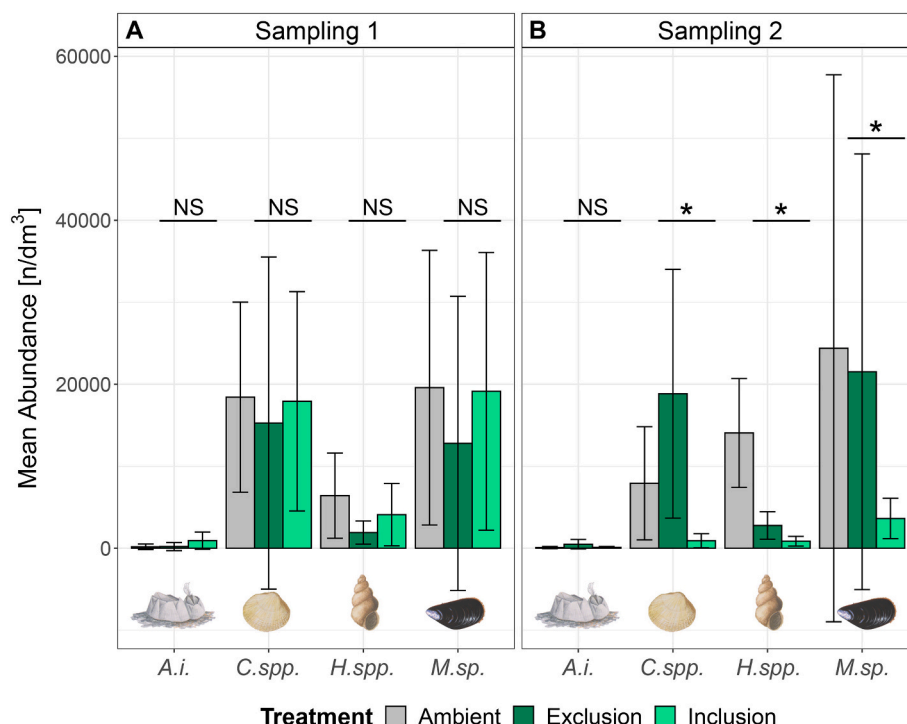 A Sampling 1
B Sampling 2
Mean Abundance [n/dm³]
60000
40000
20000
0
NS NS NS NS
NS * * *
A.i. C.spp. H.spp. M.sp.
A.i. C.spp. H.spp. M.sp.
Treatment Ambient Exclusion Inclusion